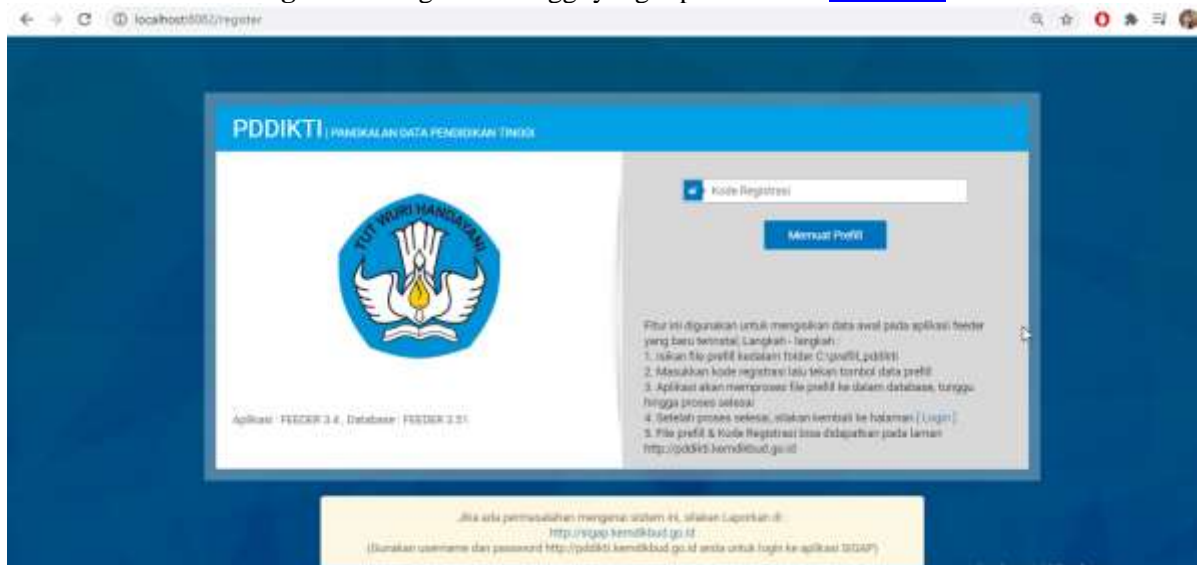 localhost:8082/register
PDDIKTI | PANGKALAN DATA PENDIDIKAN TINGGI
TUT WURI HANDAYANI
Kode Registrasi
Memuat Prefill
Fitur ini digunakan untuk mengisikan data awal pada aplikasi feeder
yang baru terinstal, Langkah - langkah :
1. Isikan file prefill kedalam folder C:\prefill_pddikti
2. Masukkan kode registrasi lalu tekan tombol data prefill
3. Aplikasi akan memproses file prefill ke dalam database, tunggu
hingga proses selesai
4. Setelah proses selesai, silakan kembali ke halaman [ Login ]
5. File prefill & Kode Registrasi bisa didapatkan pada laman
http://pddikti.kemdikbud.go.id
Aplikasi : FEEDER 3.4 , Database : FEEDER 3.51
Jika ada permasalahan mengenai sistem ini, silakan Laporkan di :
http://sigap.kemdikbud.go.id
(Gunakan username dan password http://pddikti.kemdikbud.go.id anda untuk login ke aplikasi SIGAP)